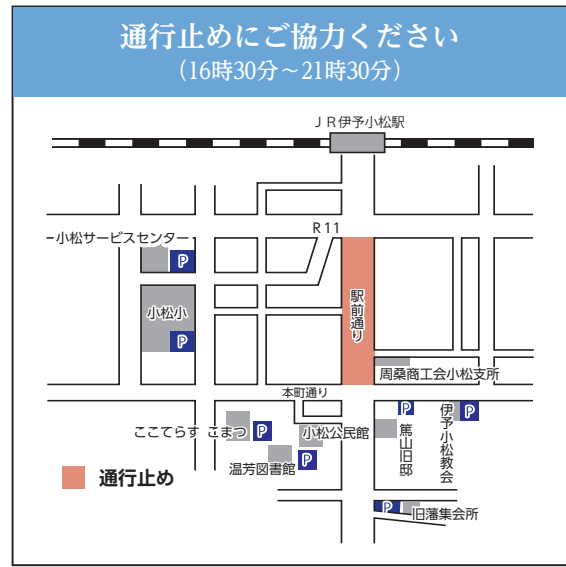 通行止めにご協力ください
(16時30分～21時30分)
JR伊予小松駅
R11
小松サービスセンター
P
駅前通り
小松小
P
周桑商工会小松支所
本町通り
P
P
ここてらす こまつ
P
小松公民館
篤山旧邸
伊予小松教会
P
温芳図書館
通行止め
P
旧藩集会所